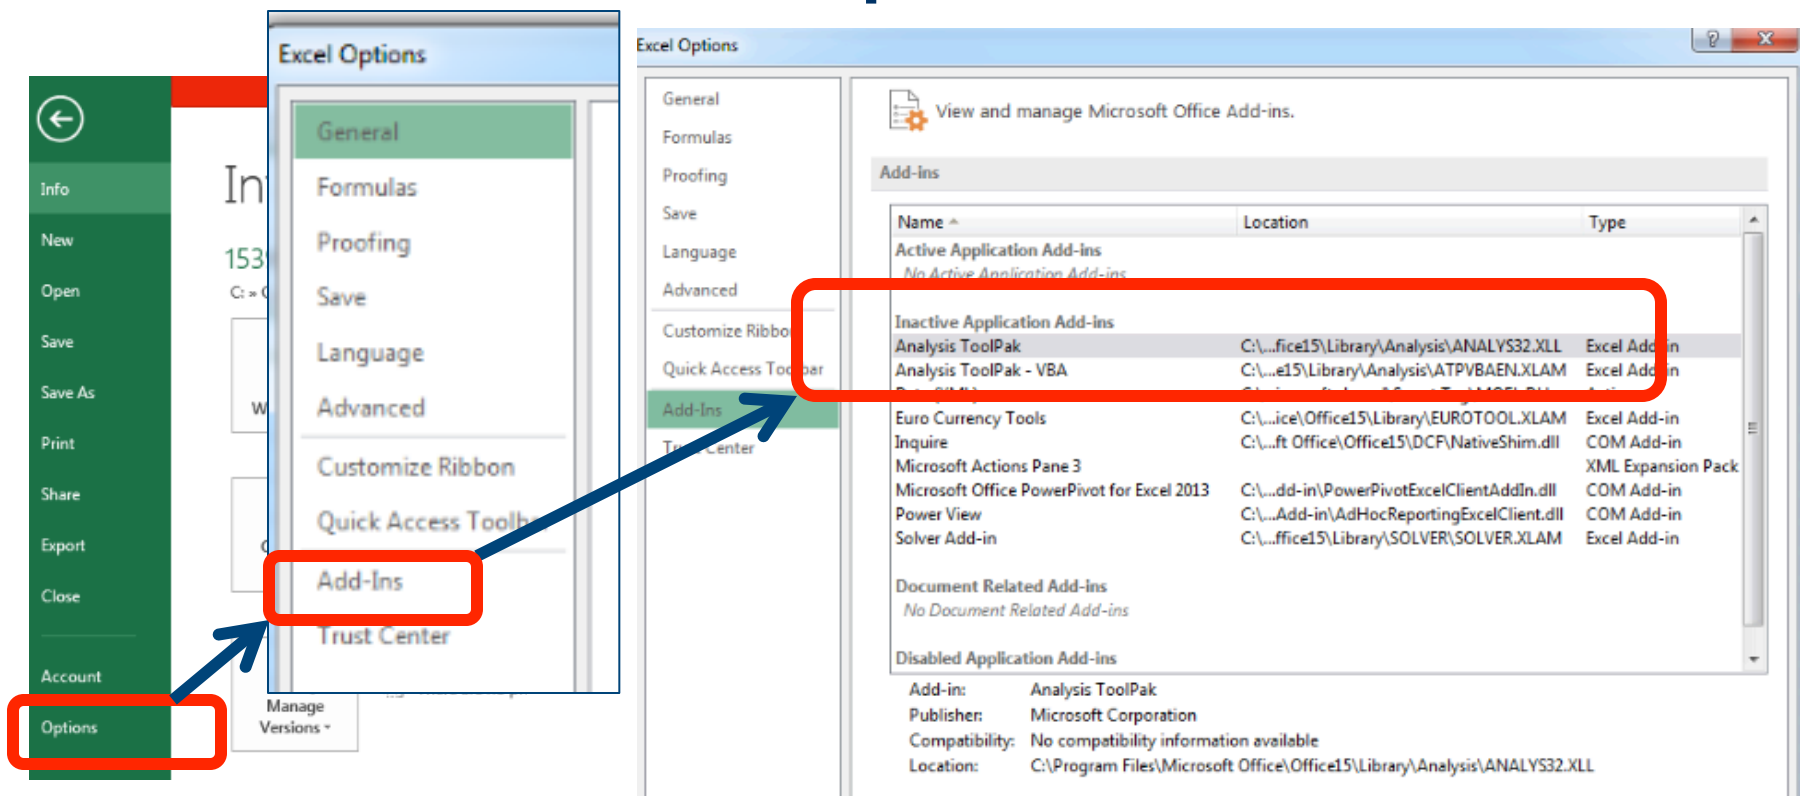 Info
New
Open
Save
Save As
Print
Share
Export
Close
Account
Options
In
153
C: »
W
Manage
Versions
Excel Options
General
Formulas
Proofing
Save
Language
Advanced
Customize Ribbon
Quick Access
Add-Ins
Trust Center
Excel Options
General
Formulas
Proofing
Save
Language
Advanced
Customize
Quick Access
Add-Ins
Center
View and manage Microsoft Office Add-ins.
Add-ins
Name Location Type
Active Application Add-ins
No Active Application Add-ins
Inactive Application Add-ins
Analysis ToolPak C:\...fice15\Library\Analysis\ANALYS32.XLL Excel Add-in
Analysis ToolPak - VBA C:\...e15\Library\Analysis\ATPVBAEN.XLAM Excel Add-in
Euro Currency Tools C:\...ice\Office15\Library\EUROTOOL.XLAM Excel Add-in
Inquire C:\...ft Office\Office15\DCF\NativeShim.dll COM Add-in
Microsoft Actions Pane 3 XML Expansion Pack
Microsoft Office PowerPivot for Excel 2013 C:\...dd-in\PowerPivotExcelClientAddIn.dll COM Add-in
Power View C:\...Add-in\AdHocReportingExcelClient.dll COM Add-in
Solver Add-in C:\...ffice15\Library\SOLVER\SOLVER.XLAM Excel Add-in
Document Related Add-ins
No Document Related Add-ins
Disabled Application Add-ins
Add-in: Analysis ToolPak
Publisher: Microsoft Corporation
Compatibility: No compatibility information available
Location: C:\Program Files\Microsoft Office\Office15\Library\Analysis\ANALYS32.XLL